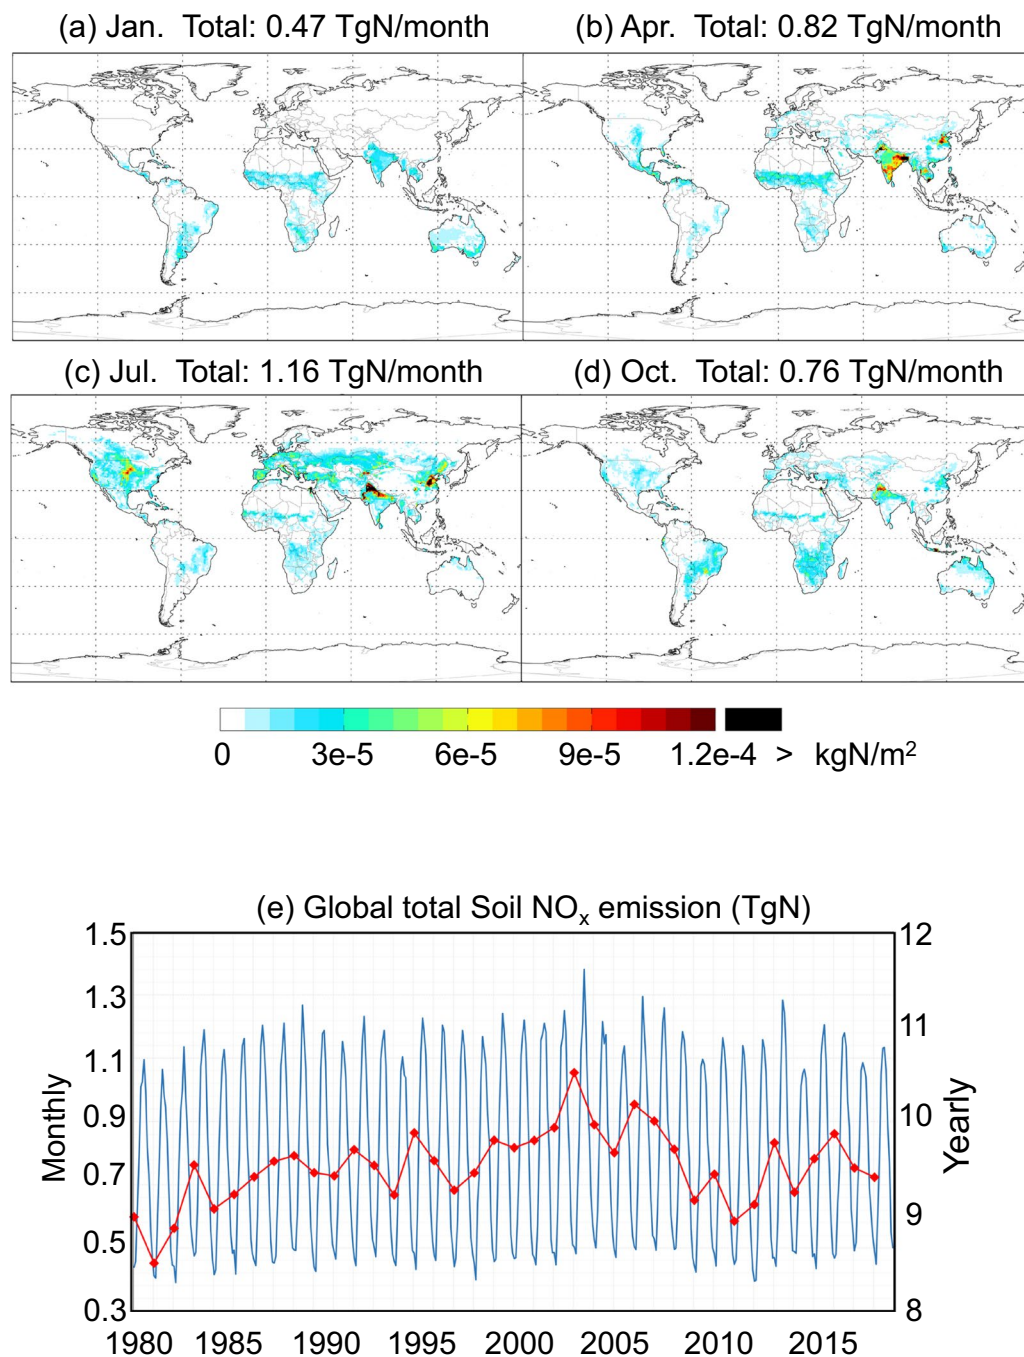 (a) Jan. Total: 0.47 TgN/month
(b) Apr. Total: 0.82 TgN/month
(c) Jul. Total: 1.16 TgN/month
(d) Oct. Total: 0.76 TgN/month
0 3e-5 6e-5 9e-5 1.2e-4 > kgN/m²
(e) Global total Soil NOₓ emission (TgN)
1.5
1.3
1.1
0.9
0.7
0.5
0.3
Monthly
12
11
10
9
8
Yearly
1980 1985 1990 1995 2000 2005 2010 2015